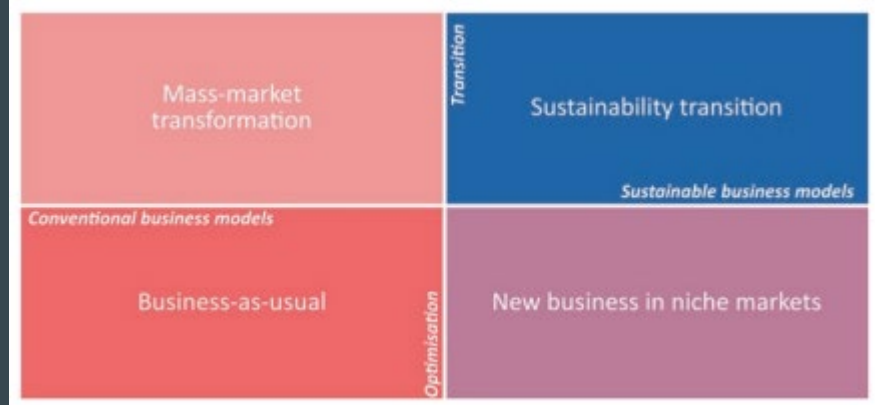 Mass-market
transformation
Transition
Sustainability transition
Sustainable business models
Conventional business models
Business-as-usual
Optimisation
New business in niche markets